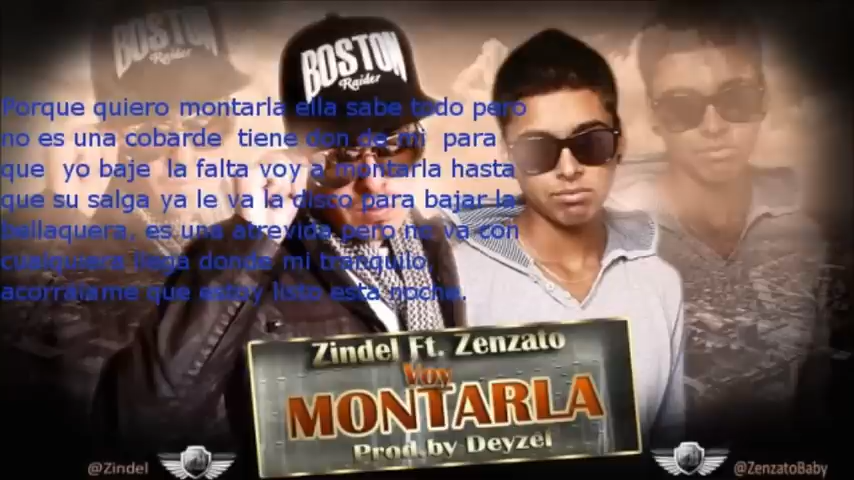 BOSTON
Raider
BOSTON
Raider
Porque quiero montarla ella sabe todo pero
no es una cobarde tiene don de mi para
que yo baje la falta voy a montarla hasta
que su salga ya le va la disco para bajar la
bellaquera, es una atrevida pero no va con
cualquiera llega donde mi tranquilo
acorralame que estoy listo esta noche.
Zindel Ft. Zenzato
Voy
MONTARLA
Prod.by Deyzel
@Zindel
@ZenzatoBaby